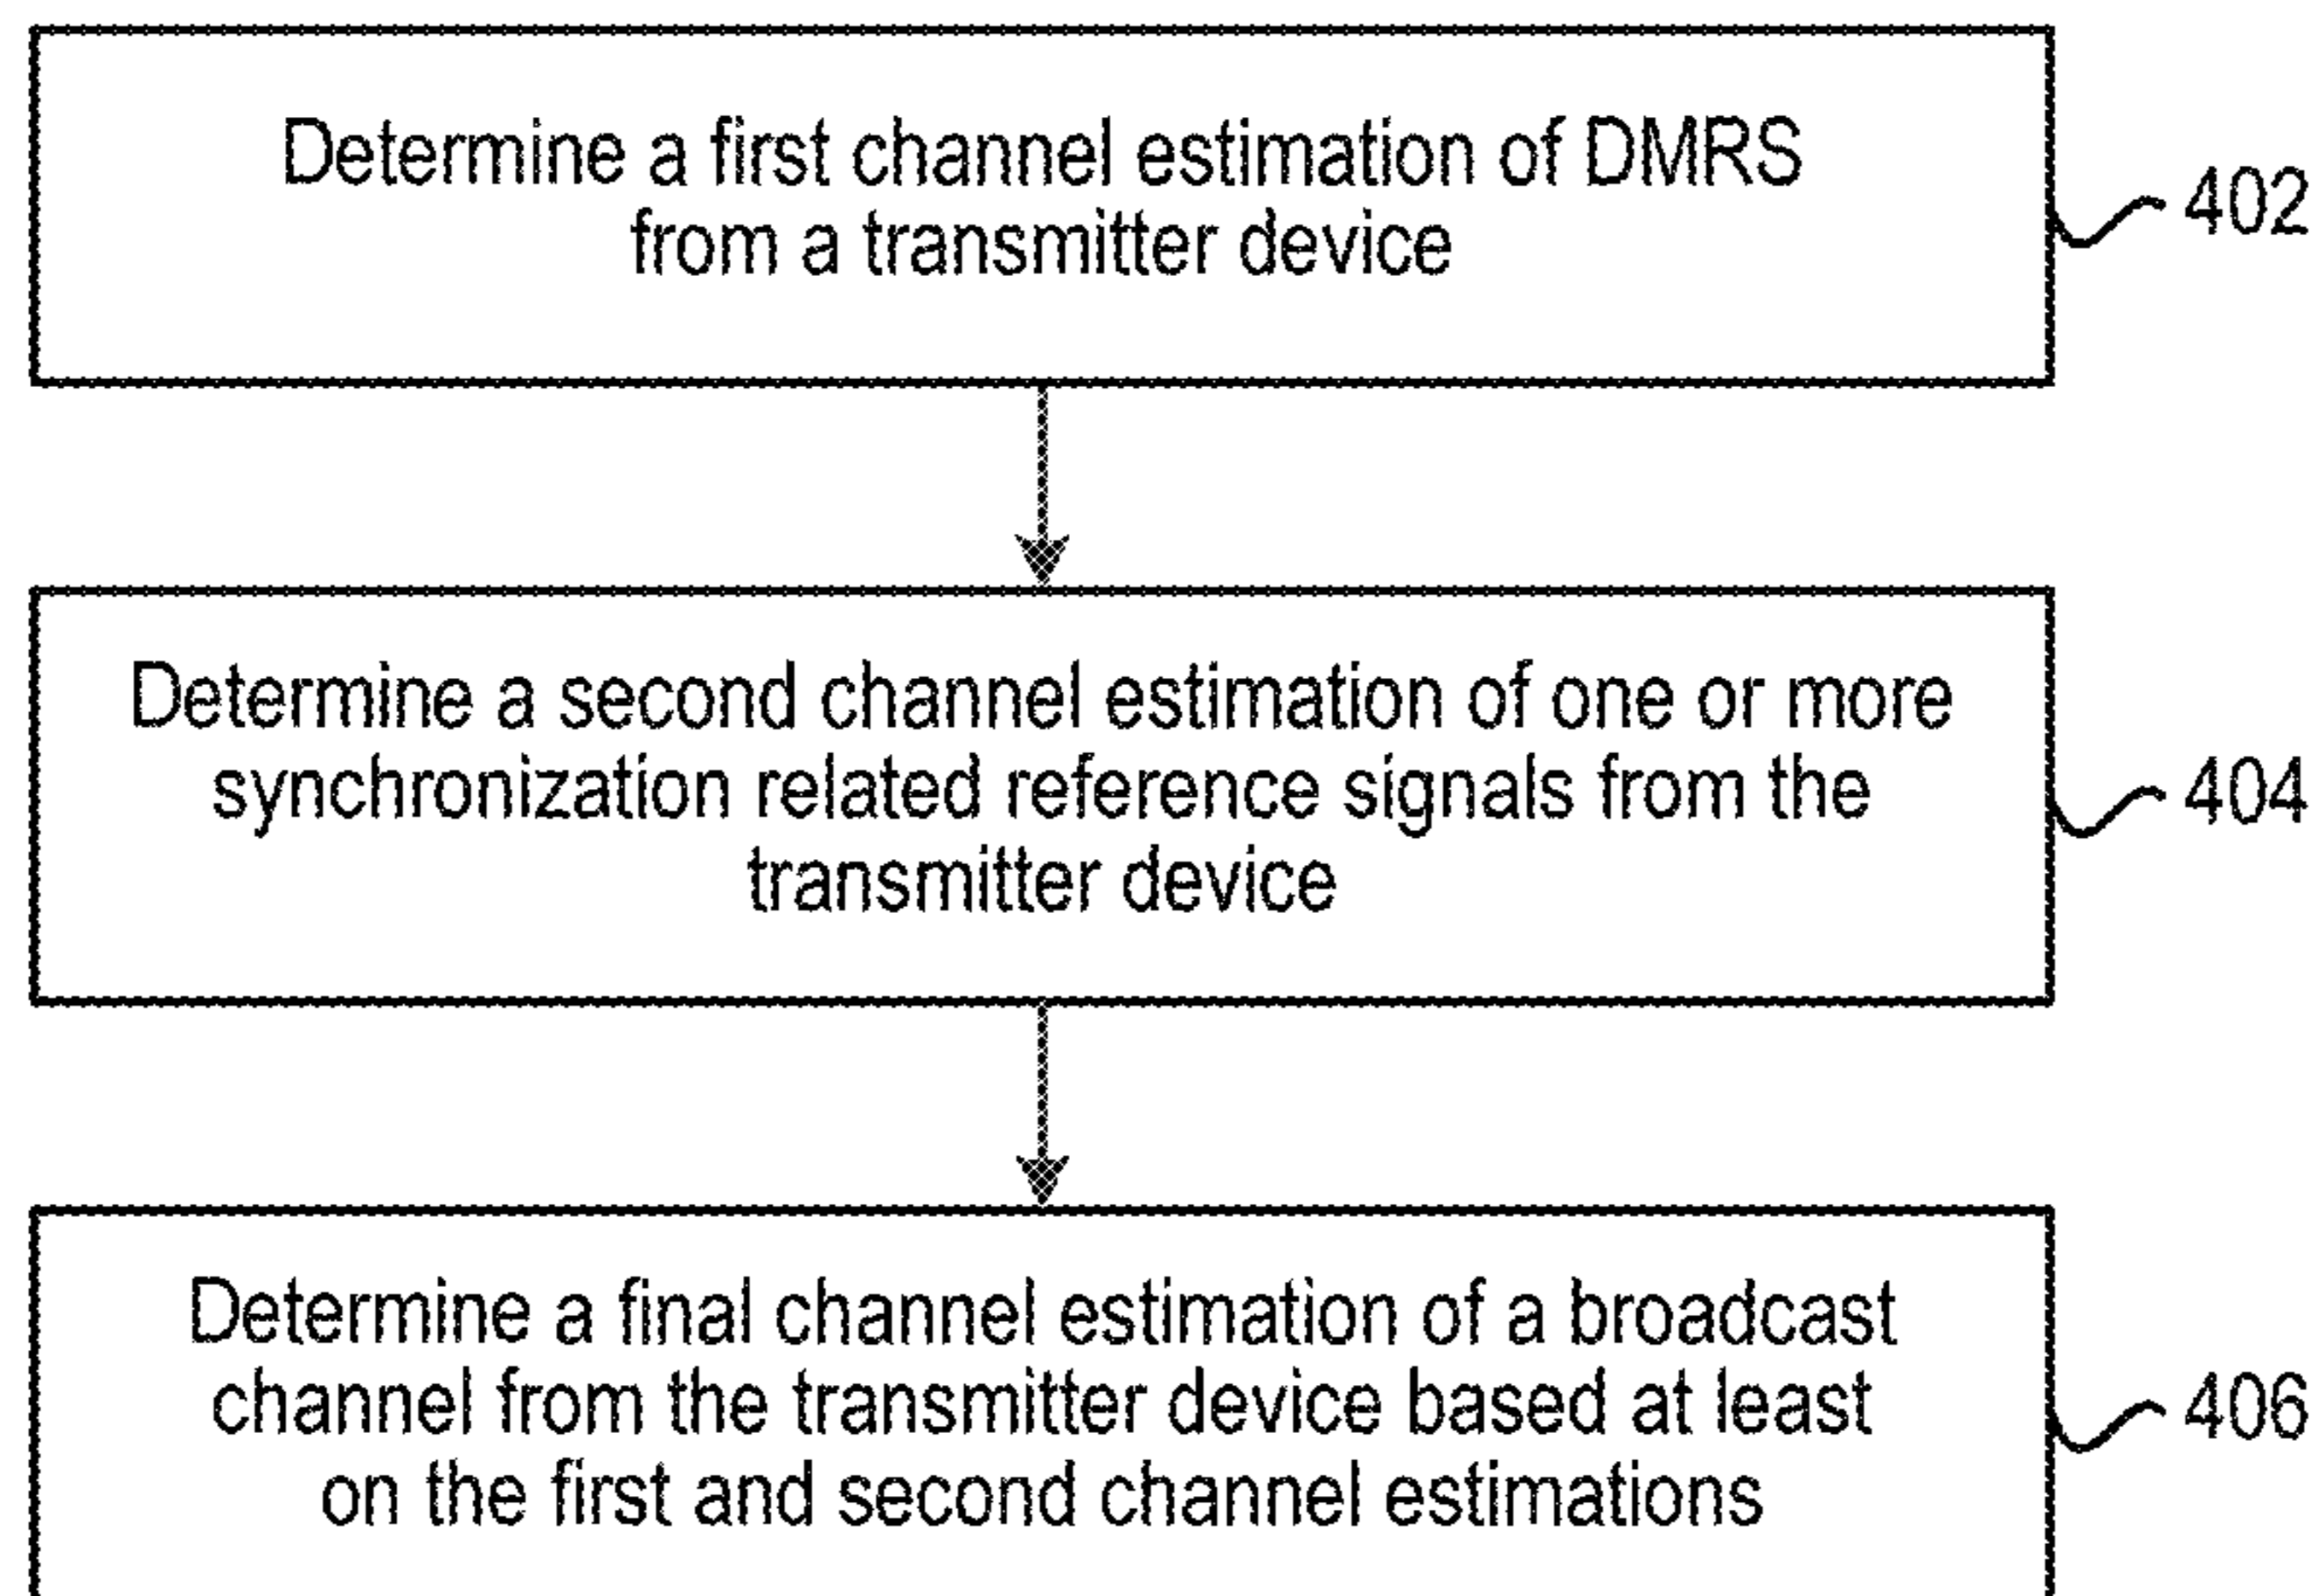 Determine a first channel estimation of DMRS
from a transmitter device
402
Determine a second channel estimation of one or more
synchronization related reference signals from the
transmitter device
404
Determine a final channel estimation of a broadcast
channel from the transmitter device based at least
on the first and second channel estimations
406